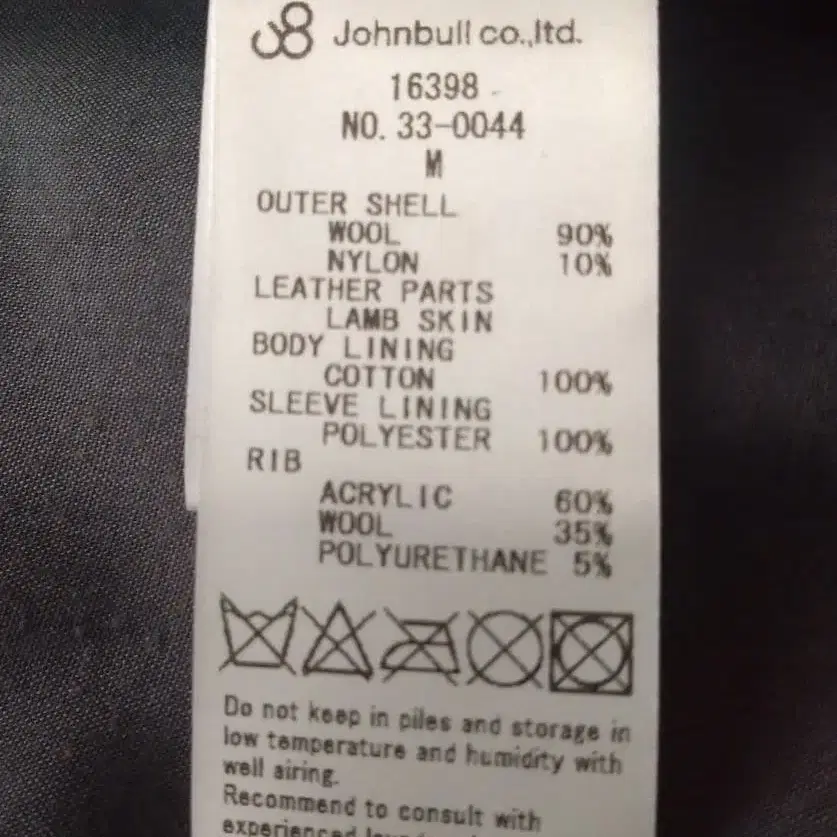 Johnbull co.,ltd.
16398
NO. 33-0044
M
OUTER SHELL
WOOL 90%
NYLON 10%
LEATHER PARTS
LAMB SKIN
BODY LINING
COTTON 100%
SLEEVE LINING
POLYESTER 100%
RIB
ACRYLIC 60%
WOOL 35%
POLYURETHANE 5%
Do not keep in piles and storage in
low temperature and humidity with
well airing.
Recommend to consult with
experienced